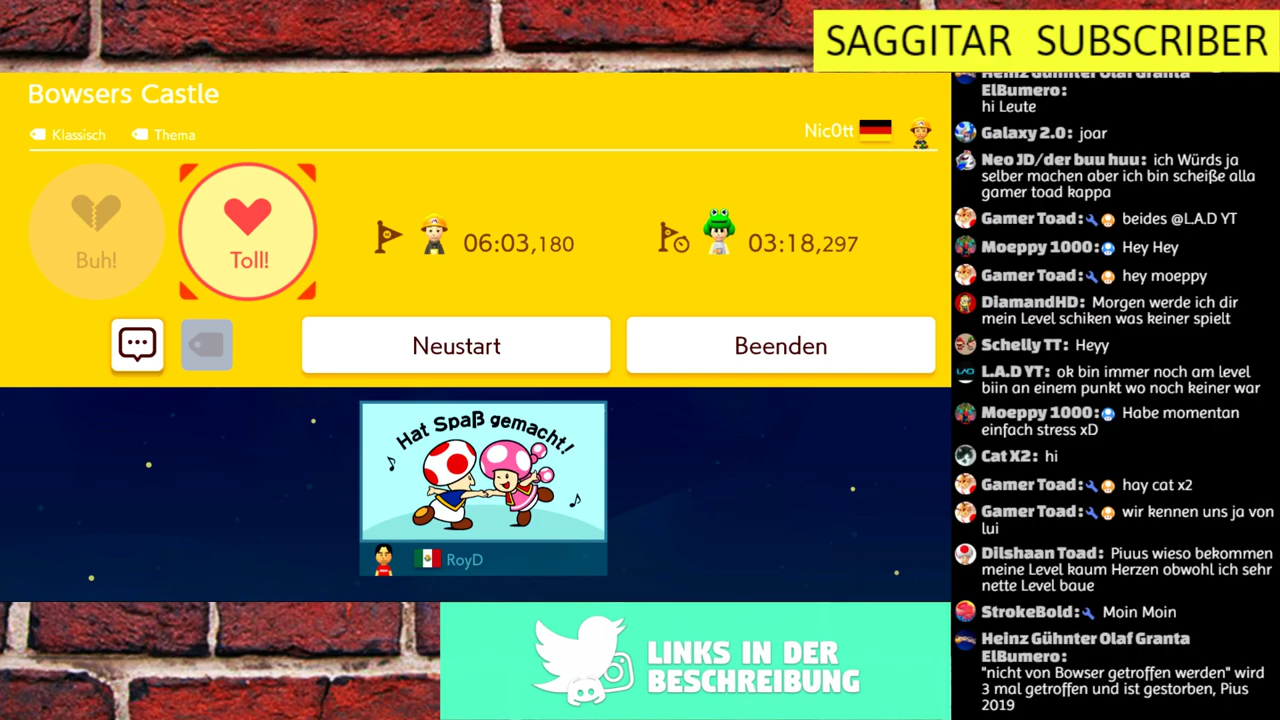 SAGGITAR SUBSCRIBER
Bowsers Castle
Klassisch Thema
Nic0tt
Buh!
Toll!
06:03,180
03:18,297
Neustart
Beenden
Hat Spaß gemacht!
RoyD
LINKS IN DER
BESCHREIBUNG
Heinz Gühnter Olaf Granta
ElBumero:
hi Leute
Galaxy 2.0: joar
Neo JD/der buu huu: ich Würds ja
selber machen aber ich bin scheiße alla
gamer toad kappa
Gamer Toad: beides @L.A.D YT
Moeppy 1000: Hey Hey
Gamer Toad: hey moeppy
DiamandHD: Morgen werde ich dir
mein Level schiken was keiner spielt
Schelly TT: Heyy
L.A.D YT: ok bin immer noch am level
biin an einem punkt wo noch keiner war
Moeppy 1000: Habe momentan
einfach stress xD
Cat X2: hi
Gamer Toad: hay cat x2
Gamer Toad: wir kennen uns ja von
lui
Dilshaan Toad: Piuus wieso bekommen
meine Level kaum Herzen obwohl ich sehr
nette Level baue
StrokeBold: Moin Moin
Heinz Gühnter Olaf Granta
ElBumero:
"nicht von Bowser getroffen werden" wird
3 mal getroffen und ist gestorben, Pius
2019